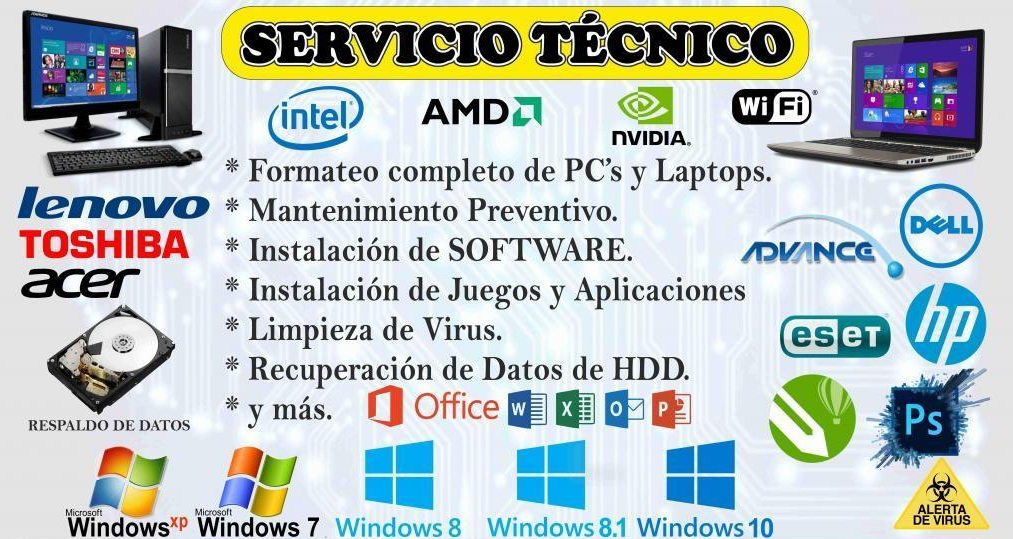 SERVICIO TÉCNICO
intel®
AMD
NVIDIA.
Wi Fi®
* Formateo completo de PC's y Laptops.
* Mantenimiento Preventivo.
* Instalación de SOFTWARE.
* Instalación de Juegos y Aplicaciones
* Limpieza de Virus.
* Recuperación de Datos de HDD.
* y más.
Office
W
X
O
P
lenovo
TOSHIBA
acer
RESPALDO DE DATOS
ADVANCE
DELL
eseT
hp
Ps
ALERTA
DE VIRUS
Microsoft
Windows xp
Microsoft
Windows 7
Windows 8
Windows 8.1
Windows 10